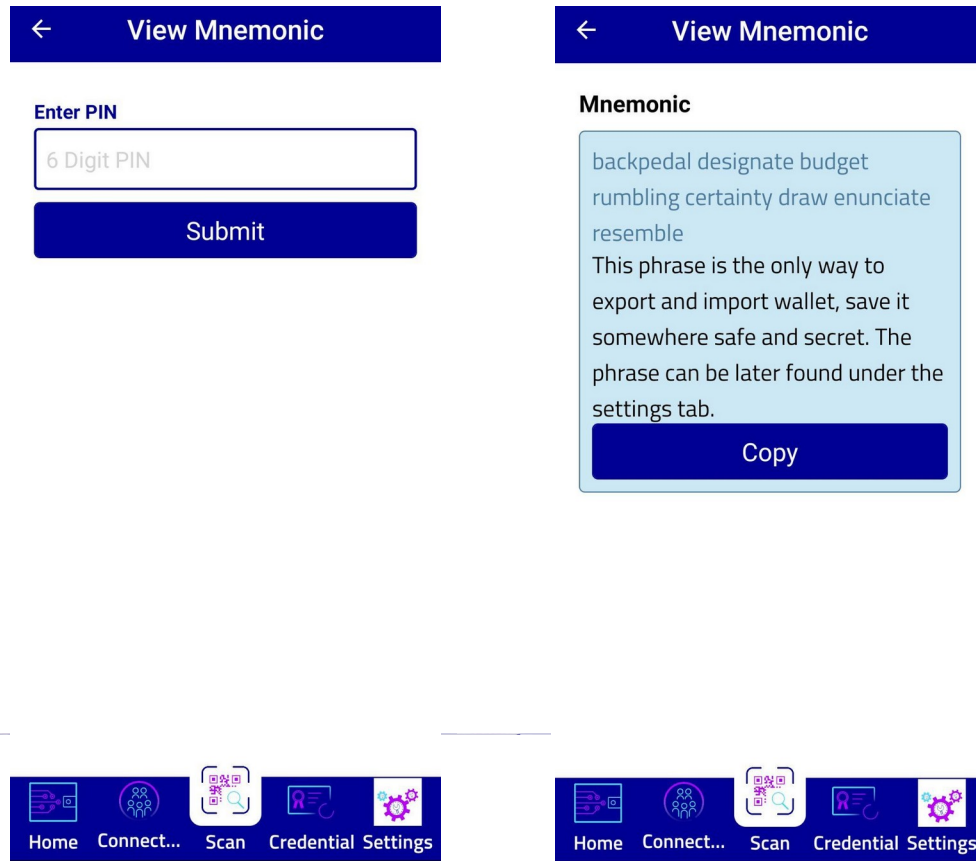 View Mnemonic
Enter PIN
6 Digit PIN
Submit
Home Connect... Scan Credential Settings
View Mnemonic
Mnemonic
backpedal designate budget
rumbling certainty draw enunciate
resemble
This phrase is the only way to
export and import wallet, save it
somewhere safe and secret. The
phrase can be later found under the
settings tab.
Copy
Home Connect... Scan Credential Settings